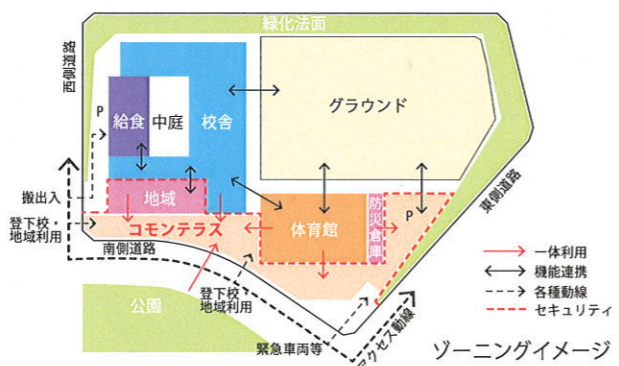 緑化法面
西側道路
P
給食
中庭
校舎
グラウンド
搬出入
地域
登下校・
地域利用
コモンテラス
南側道路
体育館
防災倉庫
P
東側道路
公園
登下校・
地域利用
緊急車両等
アクセス動線
一体利用
機能連携
各種動線
セキュリティ
ゾーニングイメージ